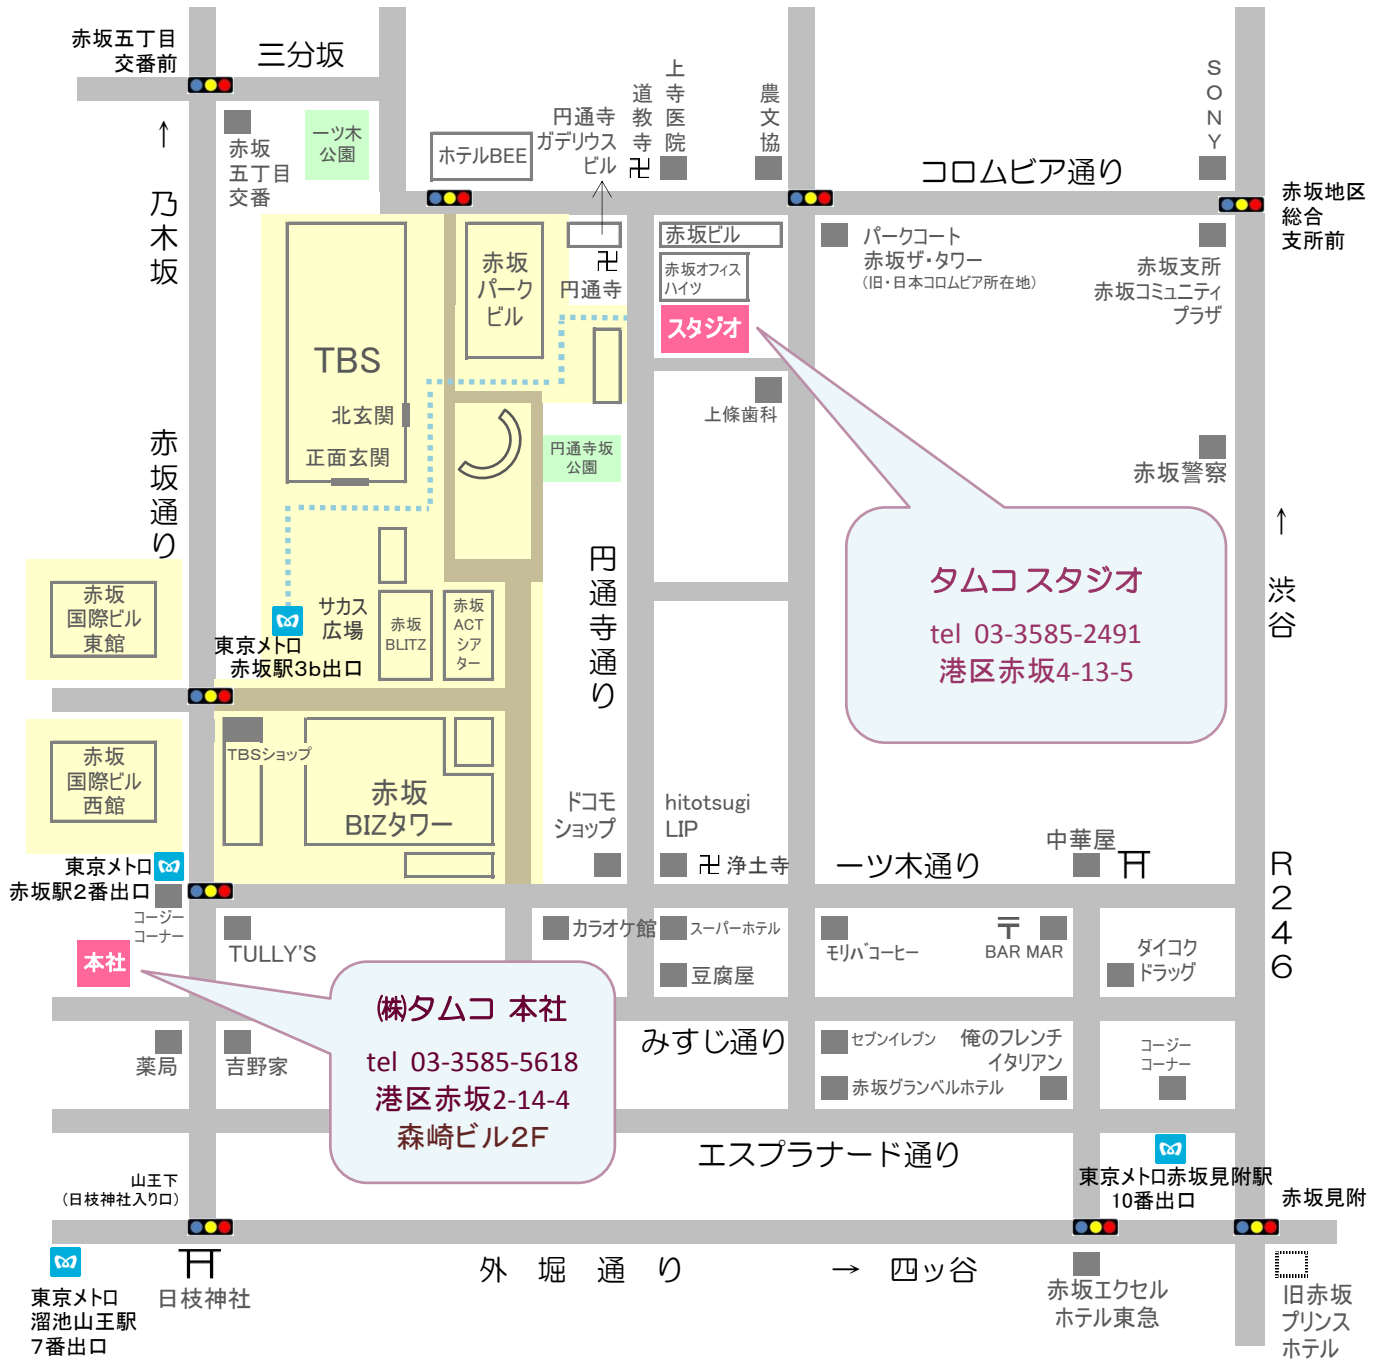 赤坂五丁目
交番前
三分坂
↑
乃木坂
赤坂
五丁目
交番
一ツ木
公園
ホテルBEE
円通寺
ガデリウス
ビル
道教寺
卍
上寺医院
農文協
SONY
コロムビア通り
赤坂地区
総合
支所前
TBS
北玄関
正面玄関
赤坂
パーク
ビル
卍
円通寺
赤坂ビル
赤坂オフィス
ハイツ
スタジオ
パークコート
赤坂ザ・タワー
(旧・日本コロムビア所在地)
赤坂支所
赤坂コミュニティ
プラザ
上條歯科
赤坂警察
円通寺坂
公園
赤坂通り
円通寺通り
タムコ スタジオ
tel 03-3585-2491
港区赤坂4-13-5
↑
渋谷
赤坂
国際ビル
東館
サカス
広場
赤坂
BLITZ
赤坂
ACT
シア
ター
東京メトロ
赤坂駅3b出口
赤坂
国際ビル
西館
TBSショップ
赤坂
BIZタワー
ドコモ
ショップ
hitotsugi
LIP
卍 浄土寺
一ツ木通り
中華屋
R246
東京メトロ
赤坂駅2番出口
コージー
コーナー
本社
TULLY'S
カラオケ館
スーパーホテル
豆腐屋
モリバコーヒー
〒
BAR MAR
ダイコク
ドラッグ
㈱タムコ 本社
tel 03-3585-5618
港区赤坂2-14-4
森崎ビル2F
薬局
吉野家
みすじ通り
セブンイレブン
俺のフレンチ
イタリアン
赤坂グランベルホテル
コージー
コーナー
エスプラナード通り
東京メトロ赤坂見附駅
10番出口
赤坂見附
山王下
(日枝神社入り口)
東京メトロ
溜池山王駅
7番出口
日枝神社
外堀通り
→ 四ッ谷
赤坂エクセル
ホテル東急
旧赤坂
プリンス
ホテル